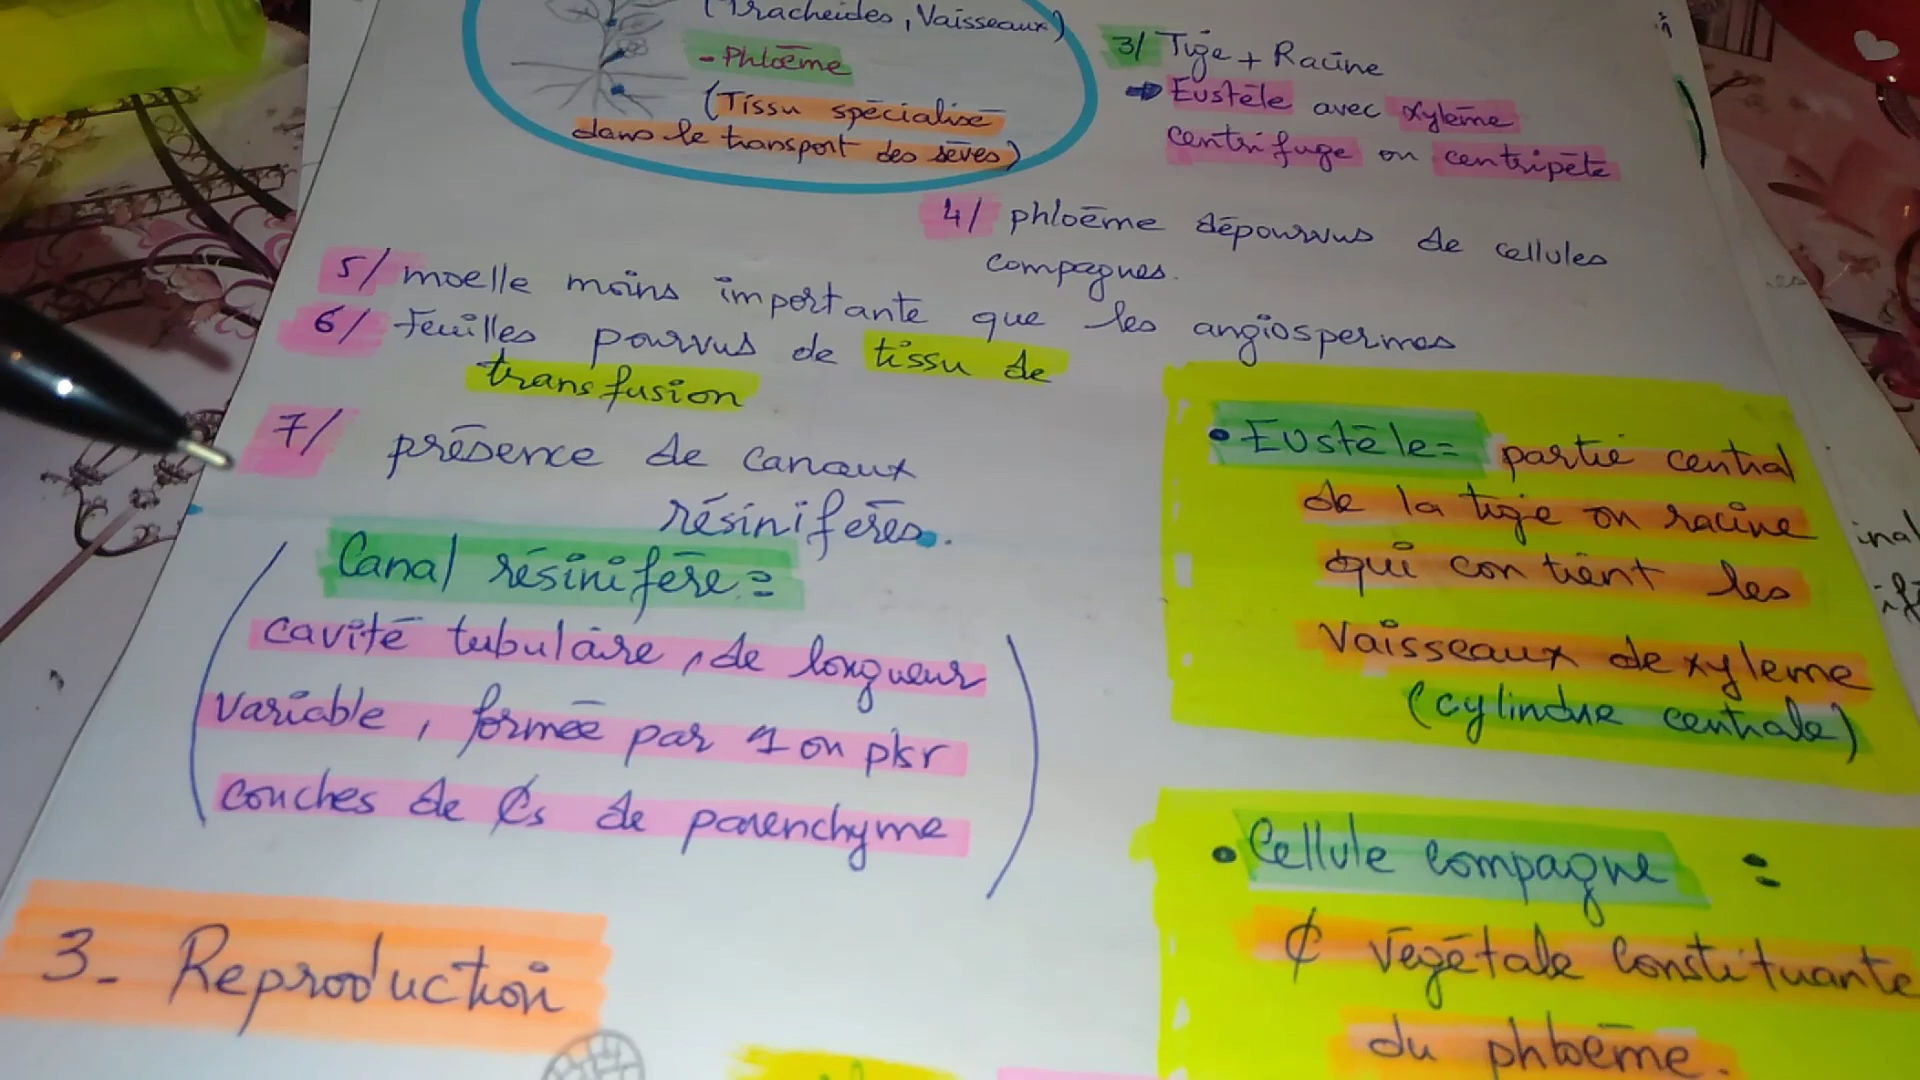 (Trachéides, Vaisseaux)
- Phloème
(Tissu spécialisé
dans le transport des sèves)
3/ Tige + Racine
→ Eustèle avec xylème
centrifuge ou centripète
4/ phloème dépourvus de cellules
compagnes.
5/ moelle moins importante que les angiospermes
6/ Feuilles pourvus de tissu de
transfusion
7/ présence de canaux
résinifères.
Canal résinifère =
cavité tubulaire, de longueur
variable, formée par 1 ou plsr
couches de ¢s de parenchyme
• Eustèle = partie central
de la tige ou racine
qui contient les
Vaisseaux de xyleme
(cylindre centrale)
• Cellule compagne =
¢ végétale constituante
du phloème.
3- Reproduction